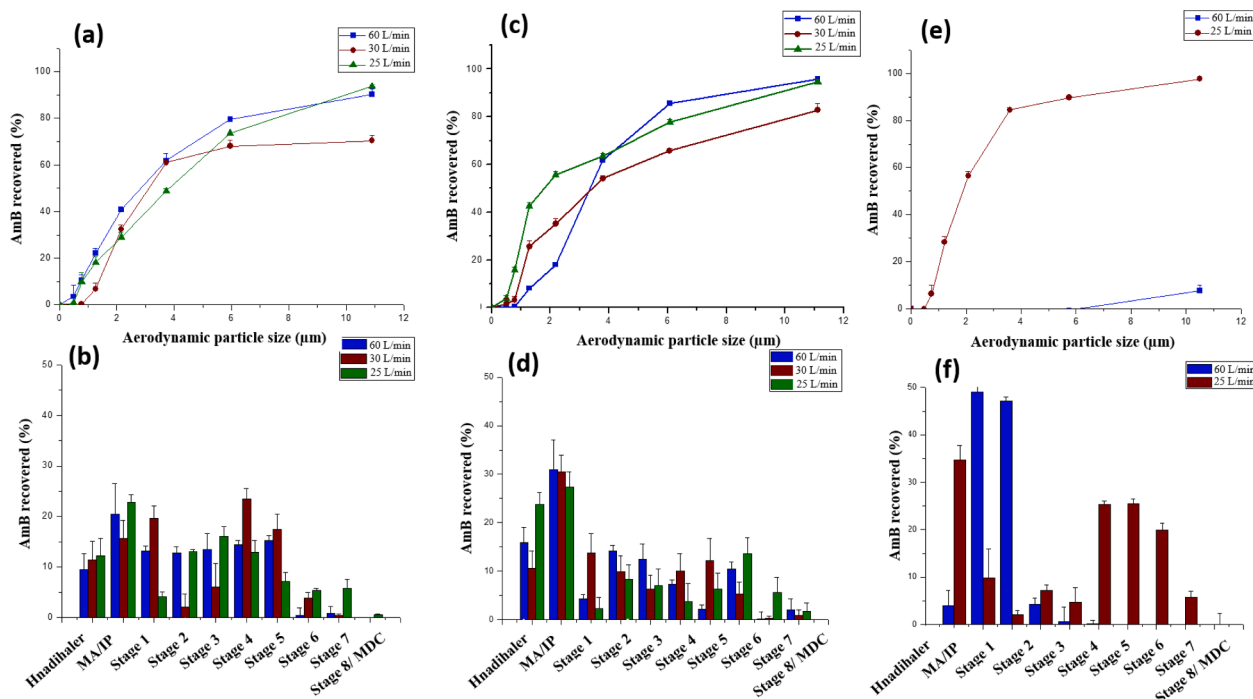 (a)
60 L/min
30 L/min
25 L/min
AmB recovered (%)
100
80
60
40
20
0
0
2
4
6
8
10
12
Aerodynamic particle size (µm)
(c)
60 L/min
30 L/min
25 L/min
AmB recovered (%)
100
80
60
40
20
0
2
4
6
8
10
12
Aerodynamic particle size (µm)
(e)
60 L/min
25 L/min
AmB recovered (%)
100
80
60
40
20
0
0
2
4
6
8
10
12
Aerodynamic particle size (µm)
(b)
60 L/min
30 L/min
25 L/min
AmB recovered (%)
50
40
30
20
10
0
Hnadihaler
MA/IP
Stage 1
Stage 2
Stage 3
Stage 4
Stage 5
Stage 6
Stage 7
Stage 8/ MDC
(d)
60 L/min
30 L/min
25 L/min
AmB recovered (%)
50
40
30
20
10
0
Hnadihaler
MA/IP
Stage 1
Stage 2
Stage 3
Stage 4
Stage 5
Stage 6
Stage 7
Stage 8/ MDC
(f)
60 L/min
25 L/min
AmB recovered (%)
50
40
30
20
10
0
Hnadihaler
MA/IP
Stage 1
Stage 2
Stage 3
Stage 4
Stage 5
Stage 6
Stage 7
Stage 8/ MDC